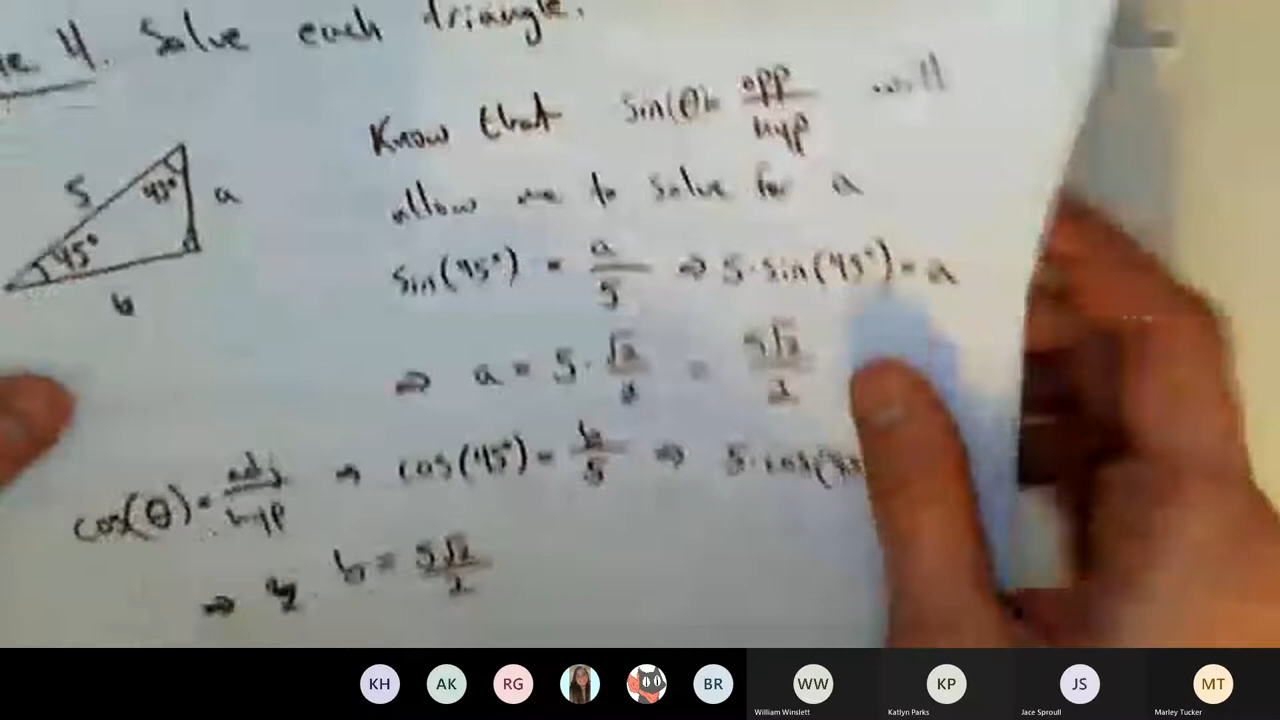 4. Solve each triangle.
Know that sin(θ)= opp/hyp will
allow me to solve for a
5 45° a
45°
b
sin(45°) = a/5 ⇒ 5·sin(45°) = a
⇒ a = 5·√2/2 = 5√2/2
cos(θ) = adj/hyp → cos(45°) = b/5 ⇒ 5·cos(45
⇒ b = 5√2/2
KH AK RG BR WW KP JS MT
William Winslett Katlyn Parks Jace Sproull Marley Tucker